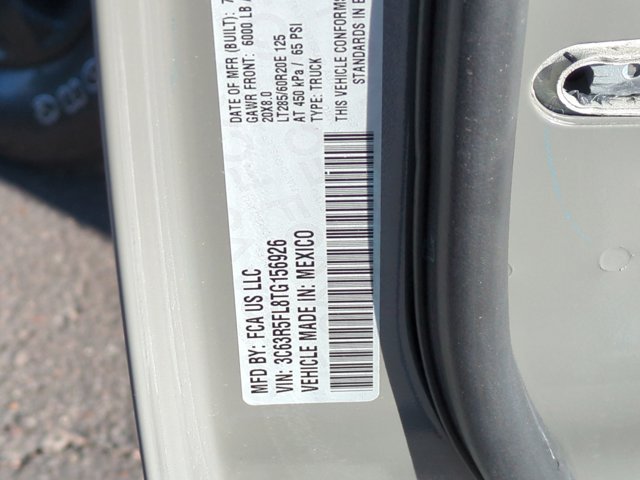 MFD BY: FCA US LLC
DATE OF MFR (BUILT): 7
VIN: 3C63R5FL8TG156926
GAWR FRONT: 6000 LB
VEHICLE MADE IN: MEXICO
20X8.0
LT285/60R20E 125
AT 450 kPa / 65 PSI
TYPE: TRUCK
THIS VEHICLE CONFORMS
STANDARDS IN E